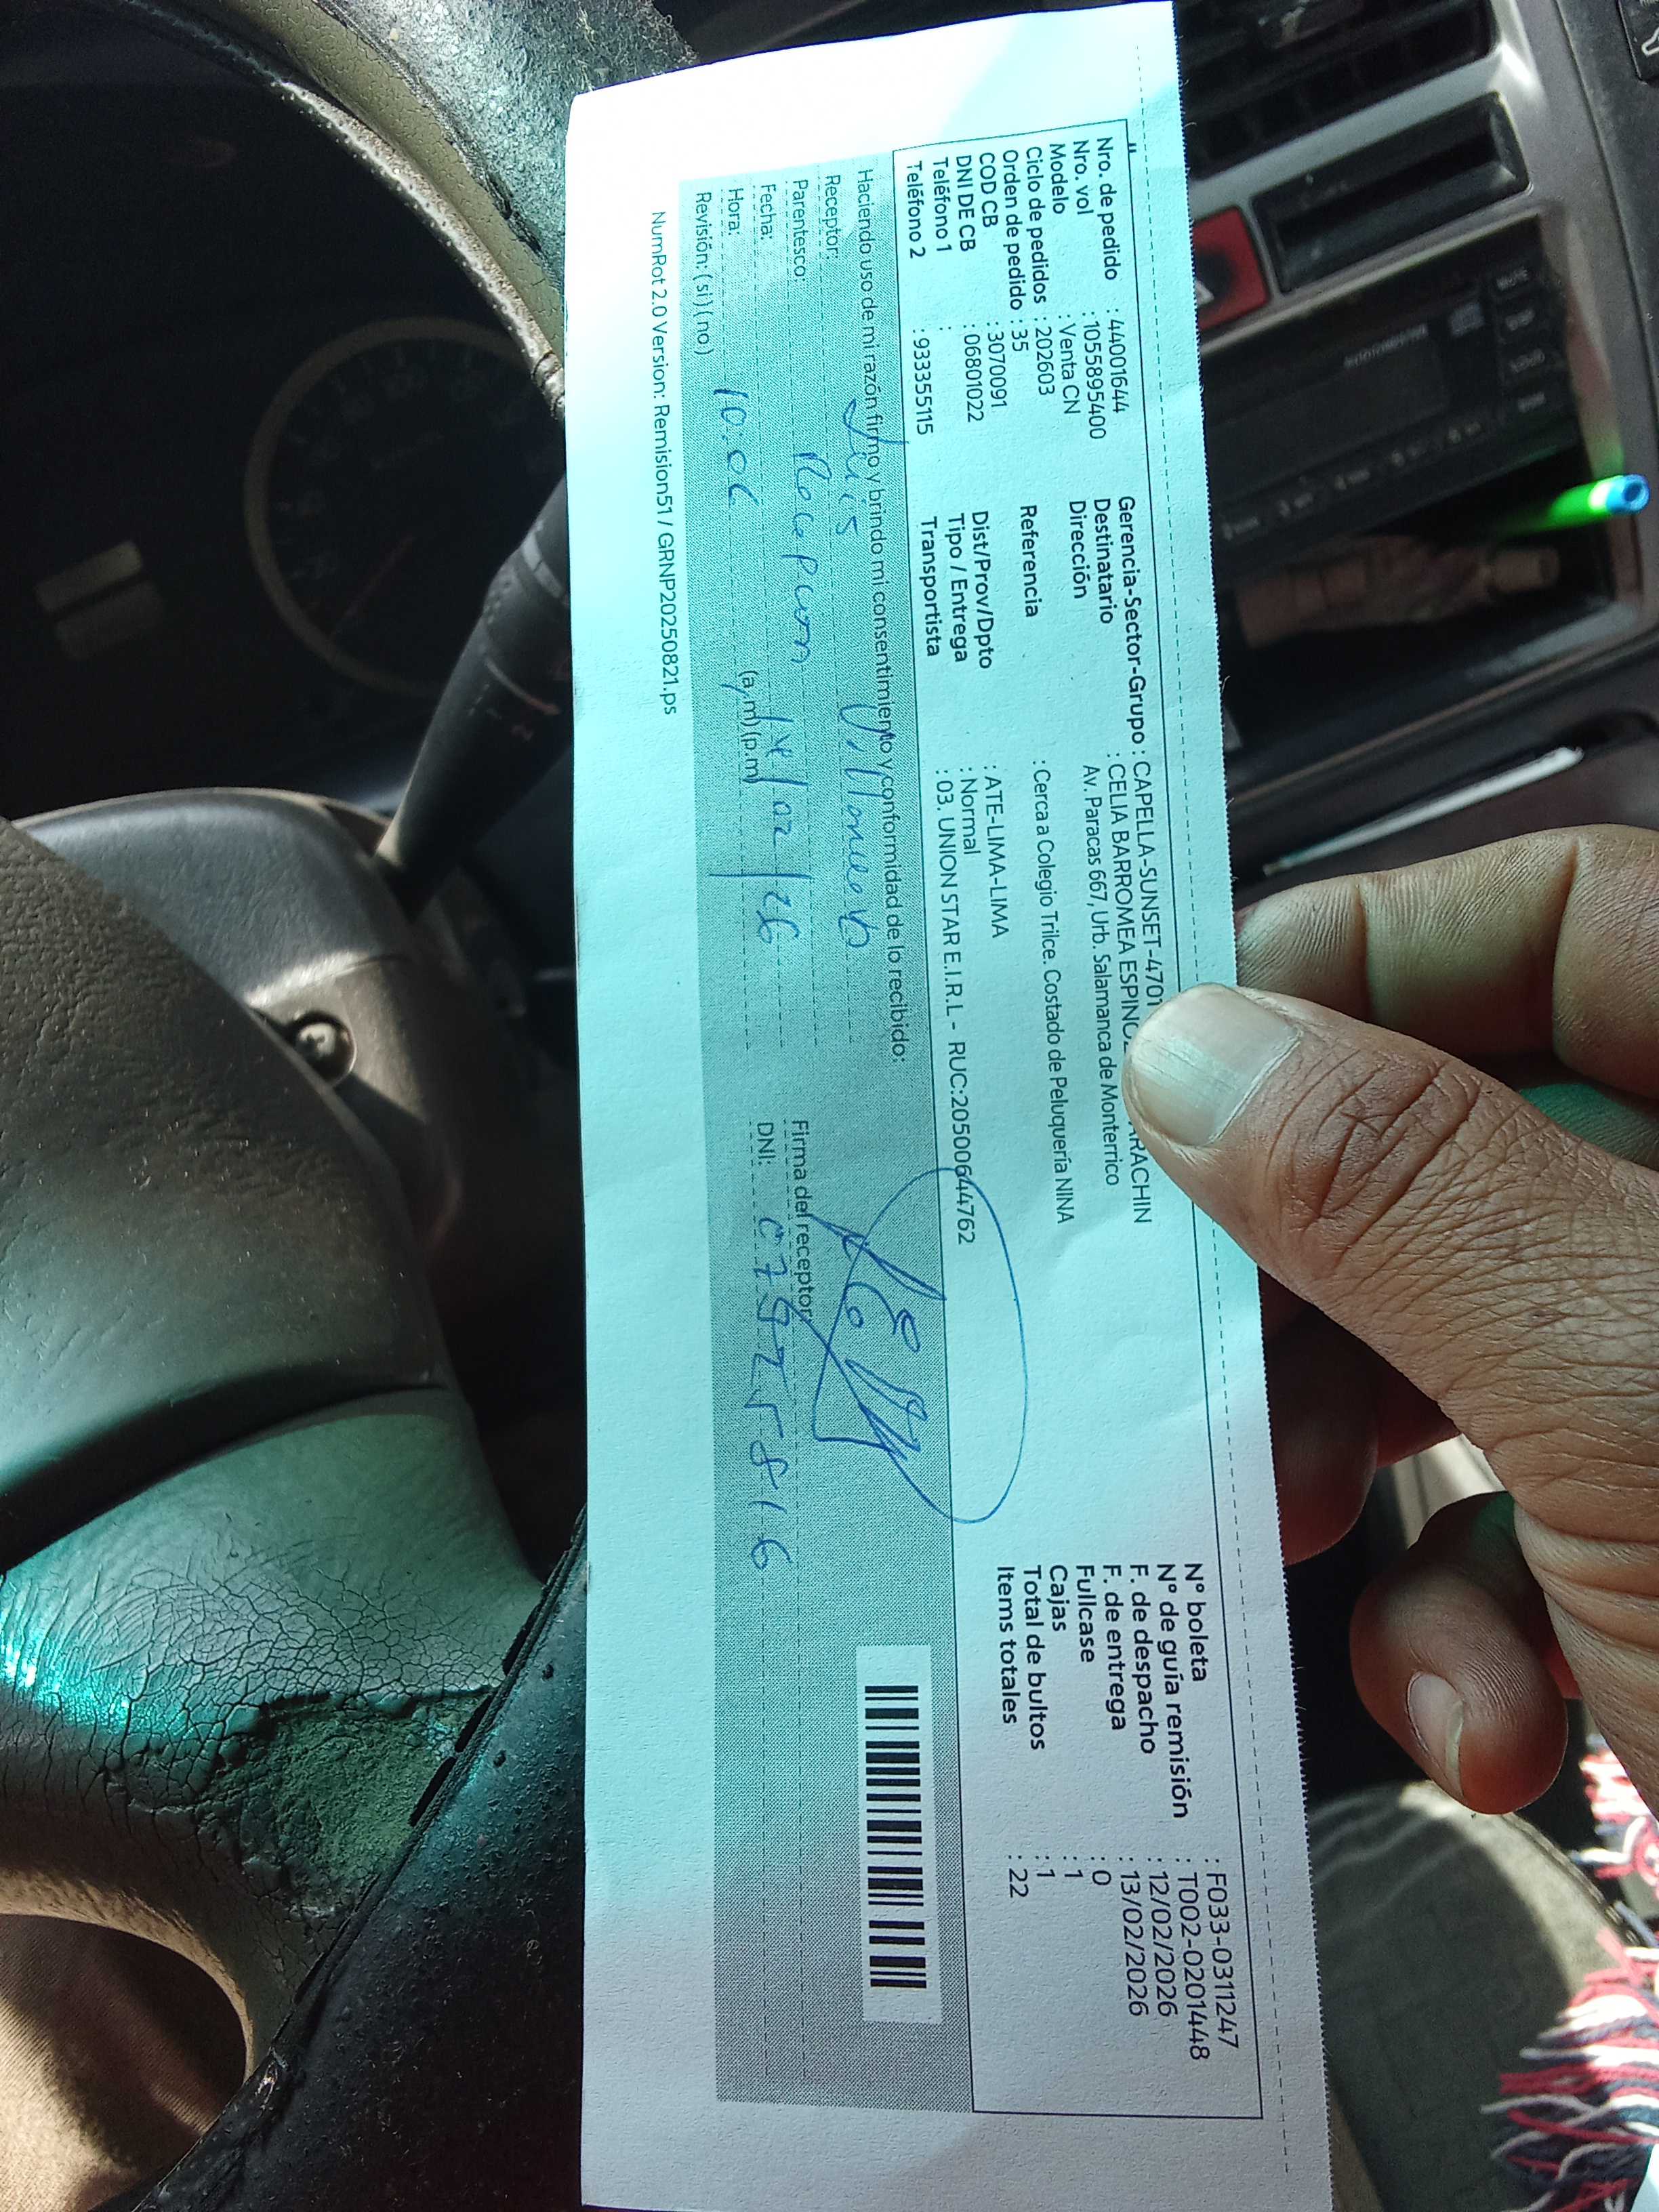 Nro. de pedido : 44001644
Nro. vol : 1055895400
Modelo : Venta CN
Ciclo de pedidos : 202603
Orden de pedido : 35
COD CB : 3070091
DNI DE CB : 06801022
Teléfono 1 :
Teléfono 2 : 933355115
Gerencia-Sector-Grupo : CAPELLA-SUNSET-4701
Destinatario : CELIA BARROMEA RACHIN
Dirección : Av. Paracas 667, Urb. Salamanca de Monterrico
Referencia : Cerca a Colegio Trilce. Costado de Peluquería NINA
Dist/Prov/Dpto : ATE-LIMA-LIMA
Tipo / Entrega : Normal
Transportista : 03. UNION STAR E.I.R.L - RUC:20500644762
N° boleta : F033-0311247
N° de guía remisión : T002-0201448
F. de despacho : 12/02/2026
F. de entrega : 13/02/2026
Fullcase : 0
Cajas : 1
Total de bultos : 1
Items totales : 22
Haciendo uso de mi razón firmo y brindo mi consentimiento y conformidad de lo recibido:
Receptor: Luis
Parentesco:
Fecha: 14/02/26
Hora: (a.m) (p.m)
Revisión: ( si ) ( no )
Firma del receptor
DNI:
NumRot 2.0 Version: Remision51 / GRNP20250821.ps